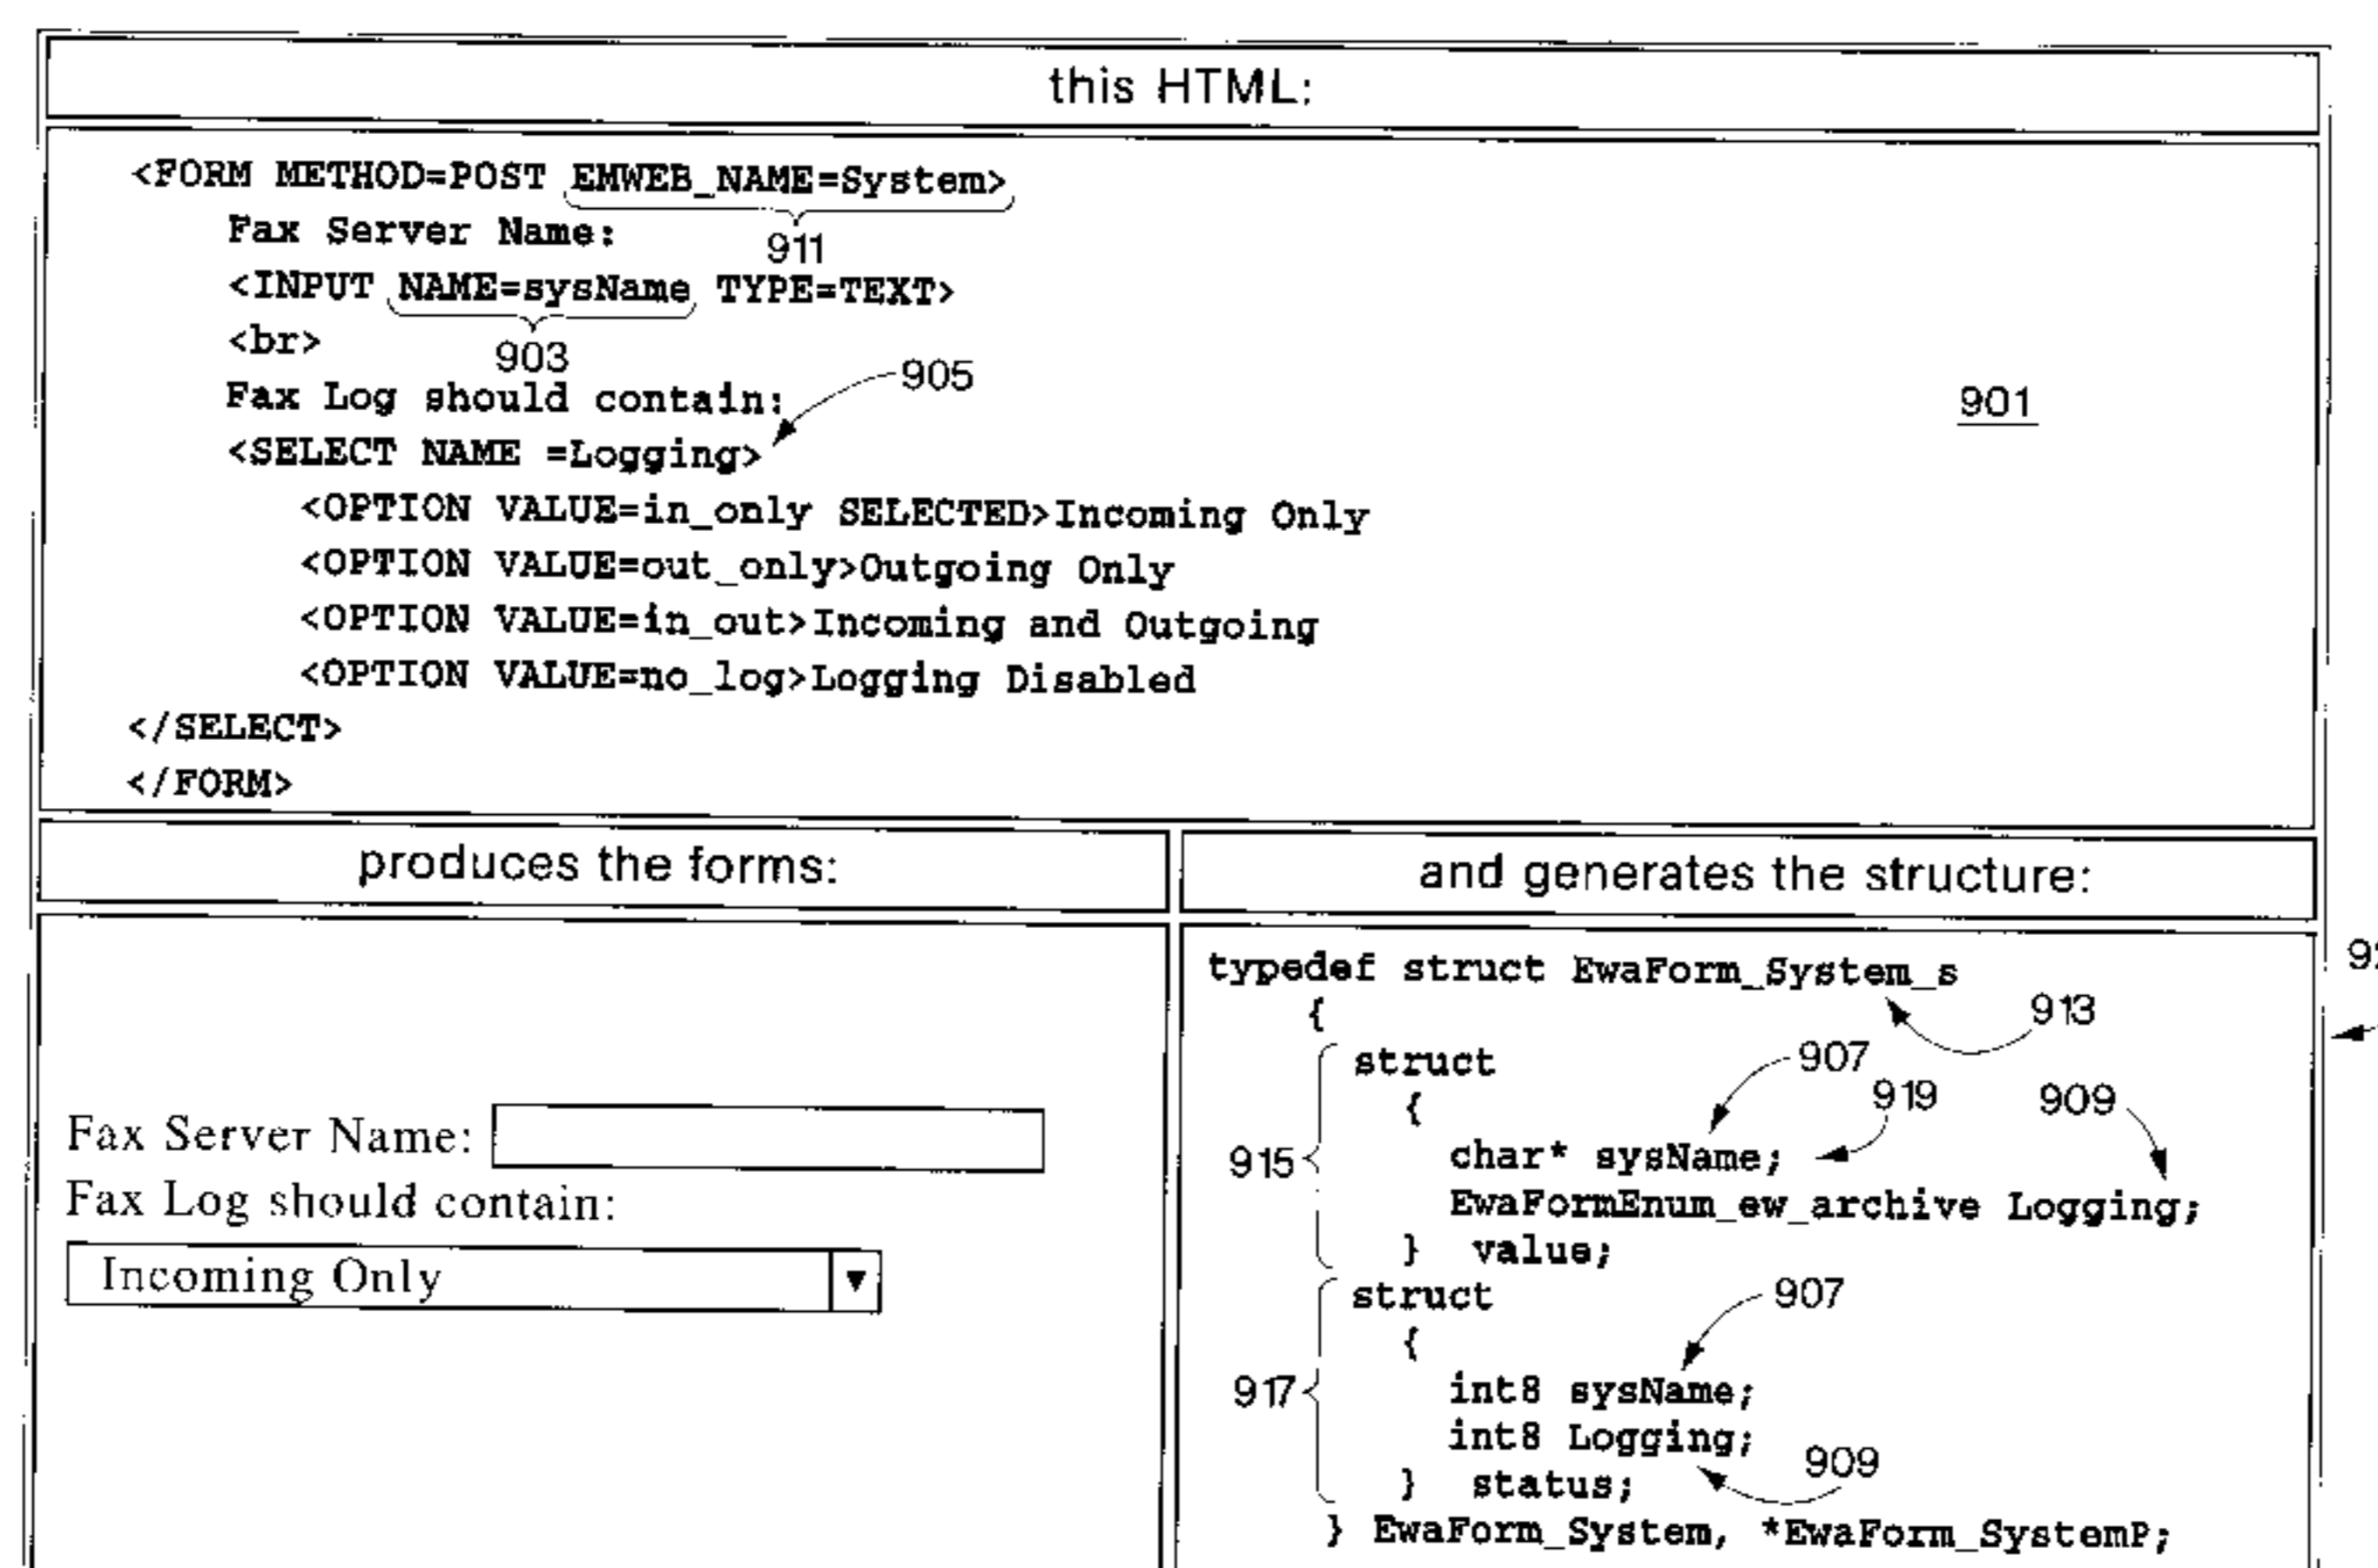 this HTML:
<FORM METHOD=POST EMWEB_NAME=System>
911
Fax Server Name:
<INPUT NAME=sysName TYPE=TEXT>
903
<br>
905
Fax Log should contain:
901
<SELECT NAME =Logging>
<OPTION VALUE=in_only SELECTED>Incoming Only
<OPTION VALUE=out_only>Outgoing Only
<OPTION VALUE=in_out>Incoming and Outgoing
<OPTION VALUE=no_log>Logging Disabled
</SELECT>
</FORM>
produces the forms:
Fax Server Name:
Fax Log should contain:
Incoming Only
and generates the structure:
typedef struct EwaForm_System_s
913
{
struct
907
919
909
{
915
char* sysName;
EwaFormEnum_ew_archive Logging;
} value;
struct
907
{
917
int8 sysName;
int8 Logging;
909
} status;
} EwaForm_System, *EwaForm_SystemP;